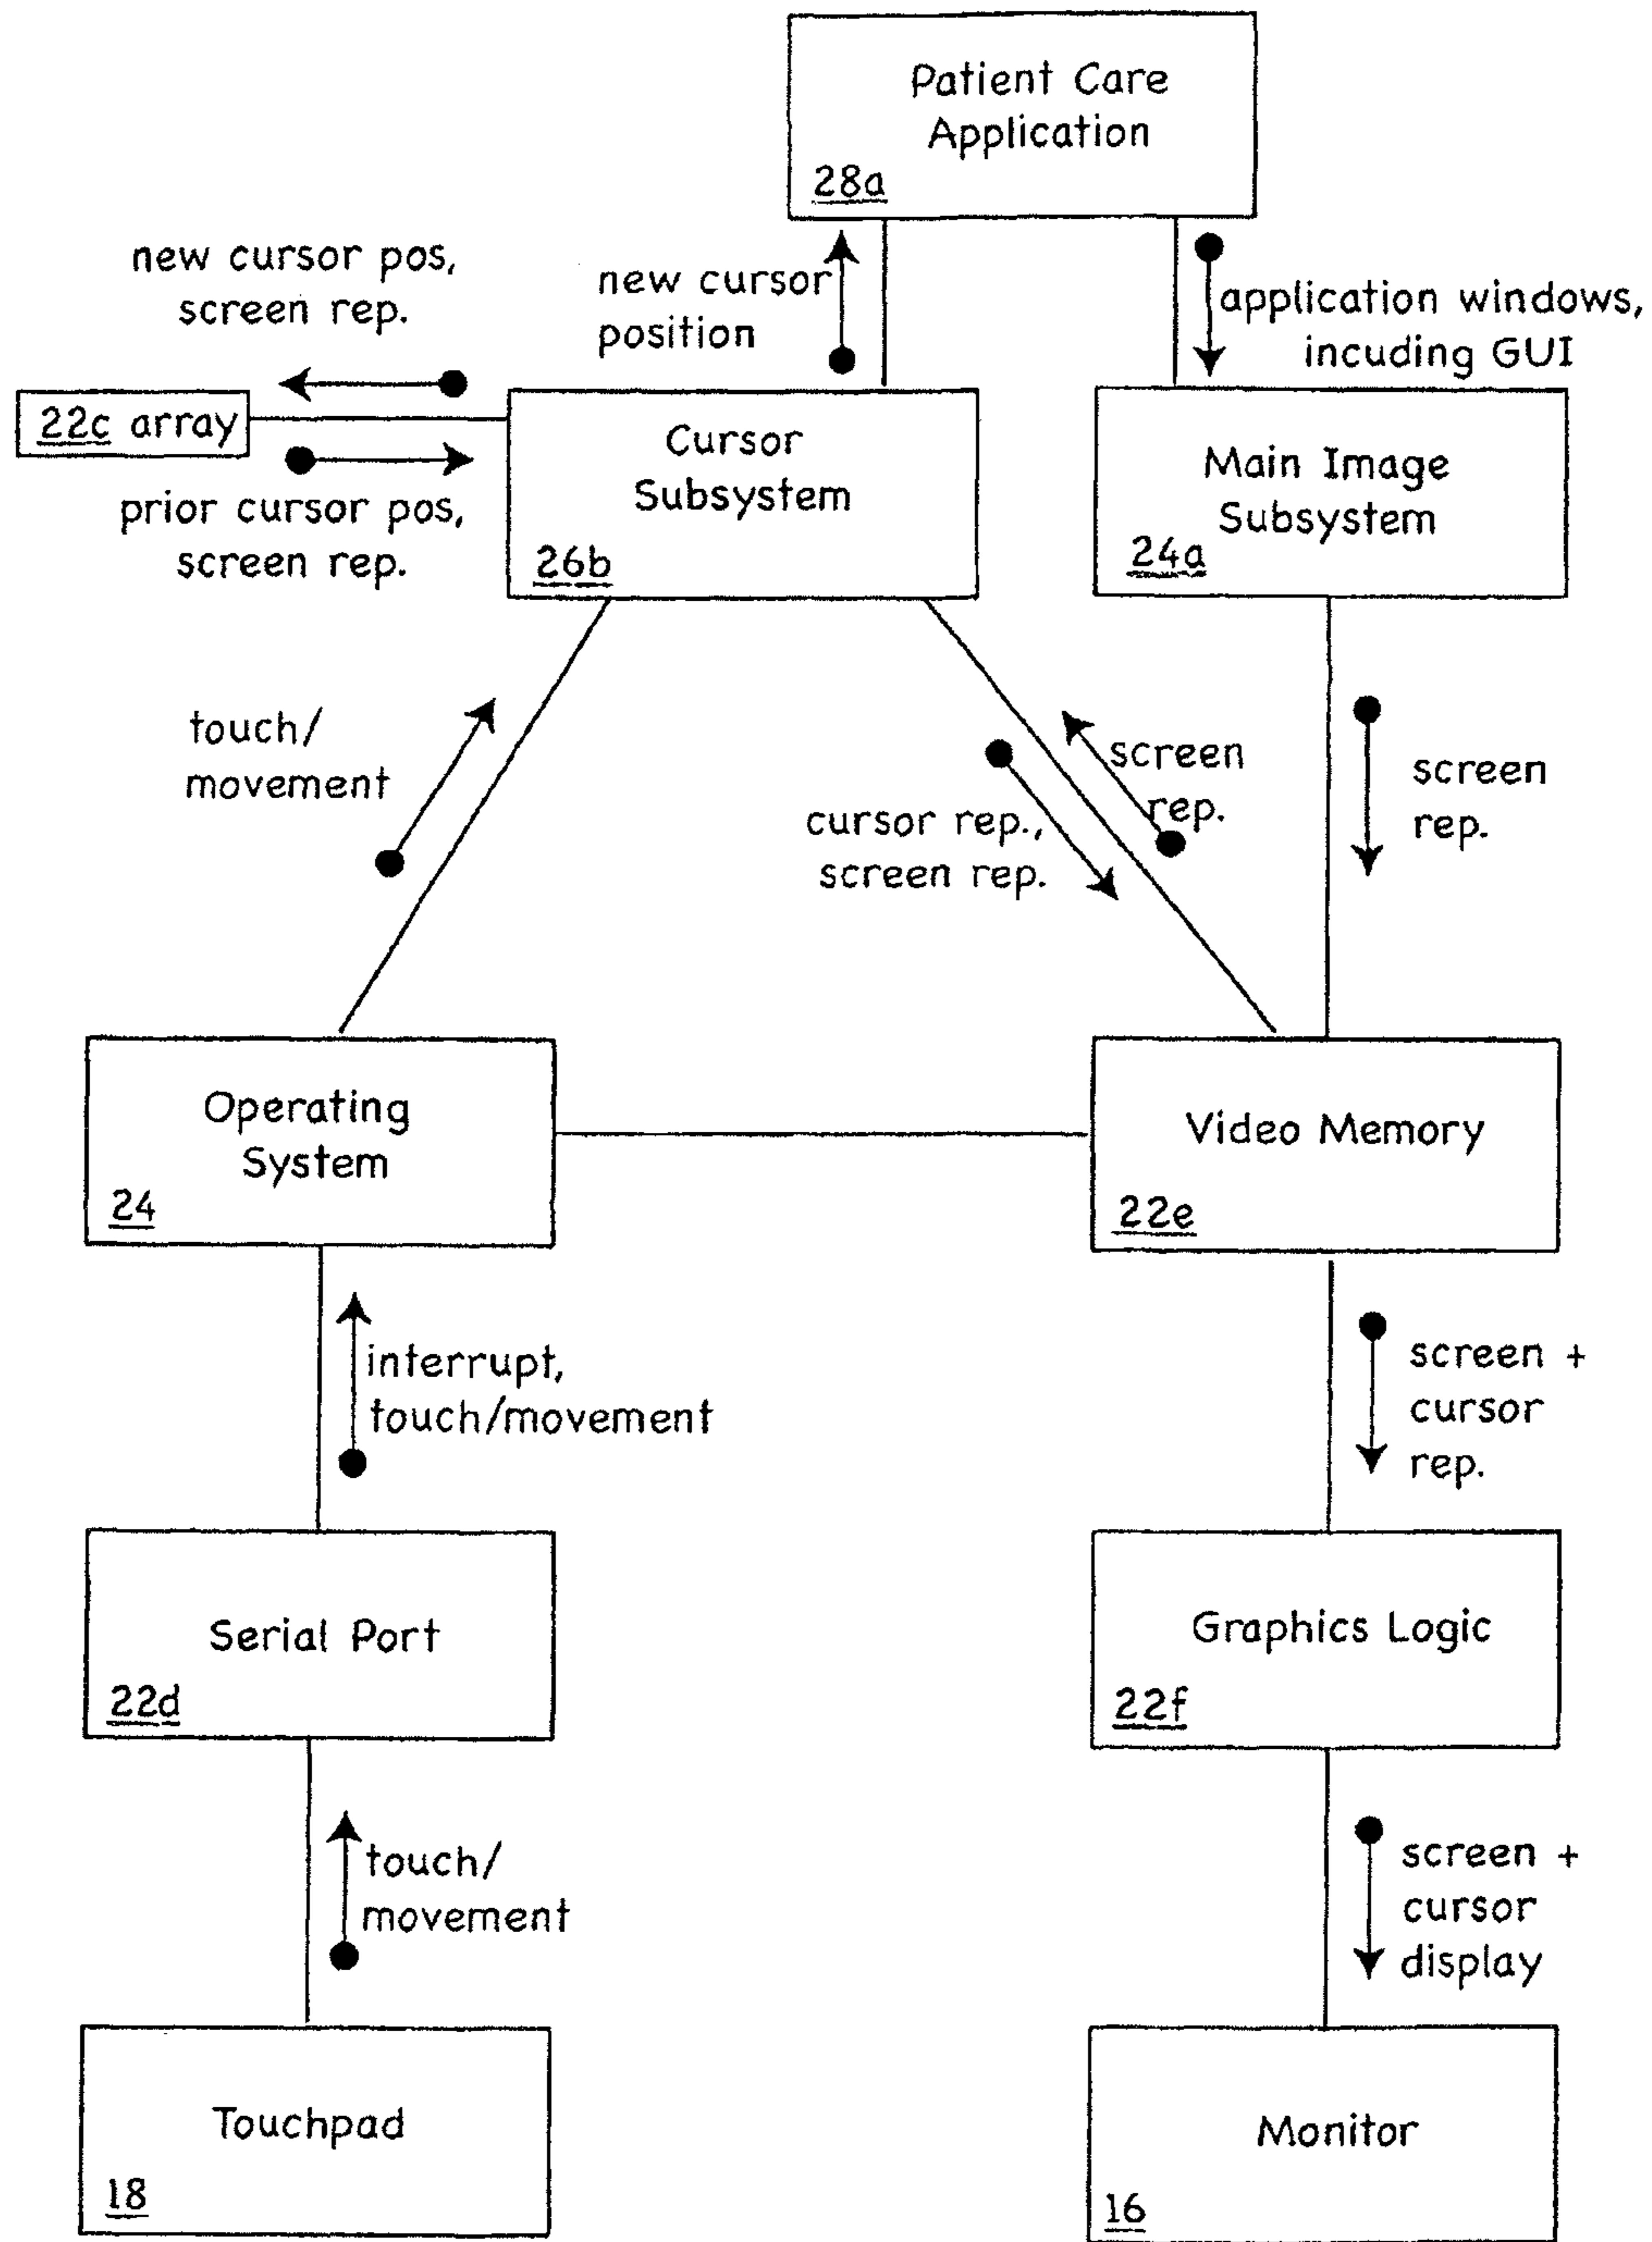 Patient Care
Application
28a
new cursor pos,
screen rep.
new cursor
position
application windows,
incuding GUI
22c array
prior cursor pos,
screen rep.
Cursor
Subsystem
26b
Main Image
Subsystem
24a
touch/
movement
cursor rep.,
screen rep.
screen
rep.
screen
rep.
Operating
System
24
Video Memory
22e
interrupt,
touch/movement
screen +
cursor
rep.
Serial Port
22d
Graphics Logic
22f
touch/
movement
screen +
cursor
display
Touchpad
18
Monitor
16